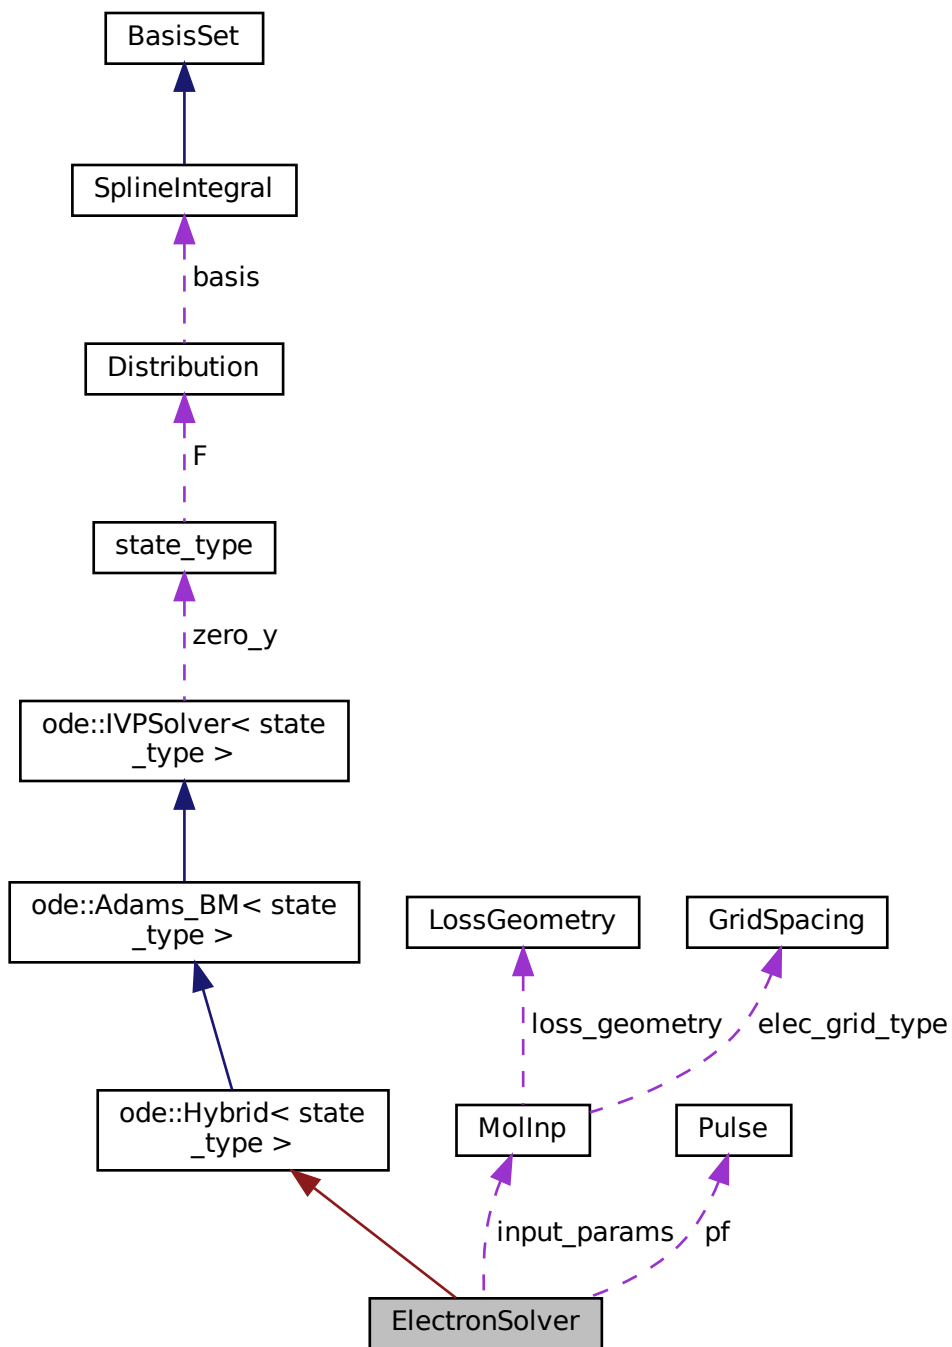 BasisSet
SplineIntegral
basis
Distribution
F
state_type
zero_y
ode::IVPSolver< state
_type >
ode::Adams_BM< state
_type >
LossGeometry
GridSpacing
loss_geometry
elec_grid_type
ode::Hybrid< state
_type >
MolInp
Pulse
input_params
pf
ElectronSolver